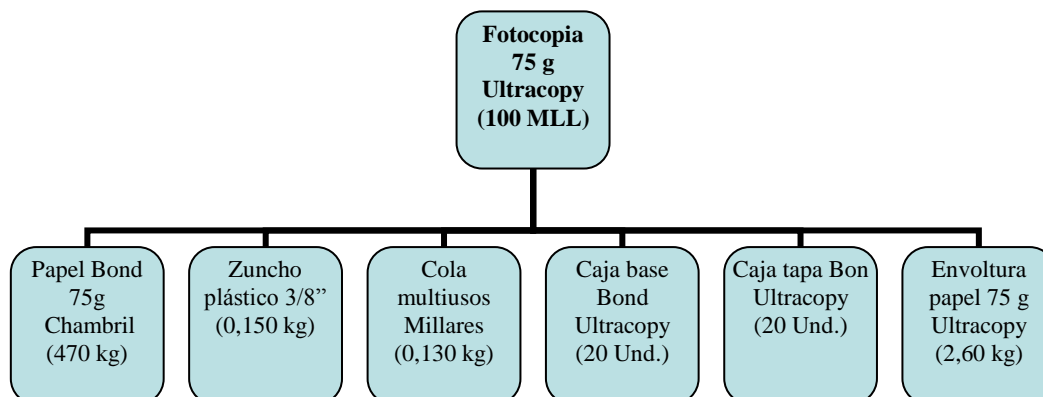 Fotocopia
75 g
Ultracopy
(100 MLL)
Papel Bond
75g
Chambril
(470 kg)
Zuncho
plástico 3/8”
(0,150 kg)
Cola
multiusos
Millares
(0,130 kg)
Caja base
Bond
Ultracopy
(20 Und.)
Caja tapa Bon
Ultracopy
(20 Und.)
Envoltura
papel 75 g
Ultracopy
(2,60 kg)